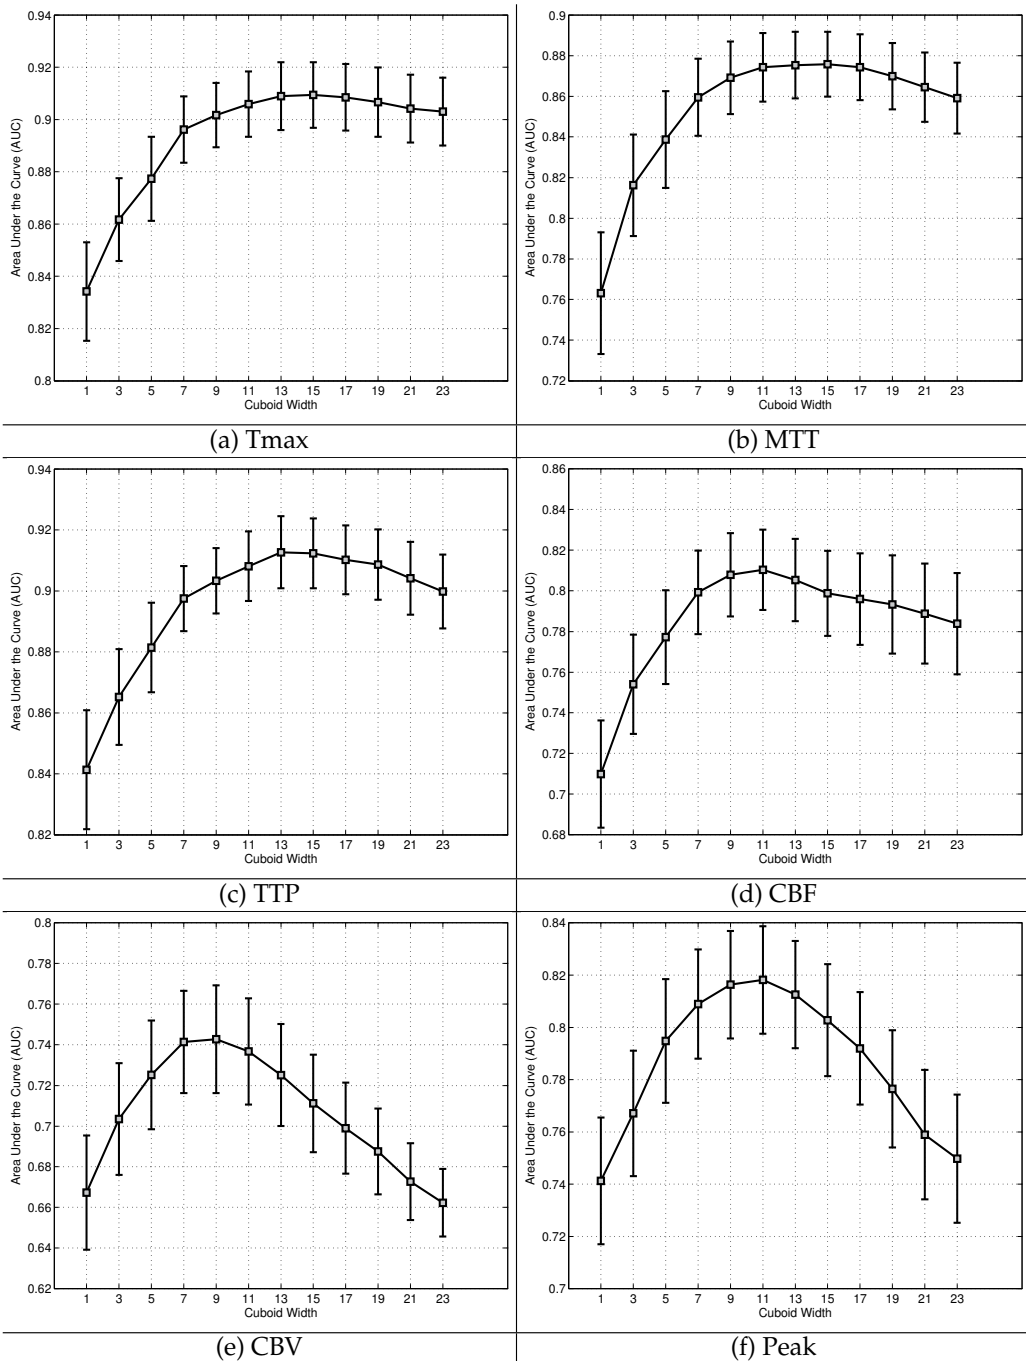 0.94
0.92
0.9
0.88
0.86
0.84
0.82
0.8
Area Under the Curve (AUC)
1 3 5 7 9 11 13 15 17 19 21 23
Cuboid Width
(a) Tmax
0.9
0.88
0.86
0.84
0.82
0.8
0.78
0.76
0.74
0.72
Area Under the Curve (AUC)
1 3 5 7 9 11 13 15 17 19 21 23
Cuboid Width
(b) MTT
0.94
0.92
0.9
0.88
0.86
0.84
0.82
Area Under the Curve (AUC)
1 3 5 7 9 11 13 15 17 19 21 23
Cuboid Width
(c) TTP
0.86
0.84
0.82
0.8
0.78
0.76
0.74
0.72
0.7
0.68
Area Under the Curve (AUC)
1 3 5 7 9 11 13 15 17 19 21 23
Cuboid Width
(d) CBF
0.8
0.78
0.76
0.74
0.72
0.7
0.68
0.66
0.64
0.62
Area Under the Curve (AUC)
1 3 5 7 9 11 13 15 17 19 21 23
Cuboid Width
(e) CBV
0.84
0.82
0.8
0.78
0.76
0.74
0.72
0.7
Area Under the Curve (AUC)
1 3 5 7 9 11 13 15 17 19 21 23
Cuboid Width
(f) Peak